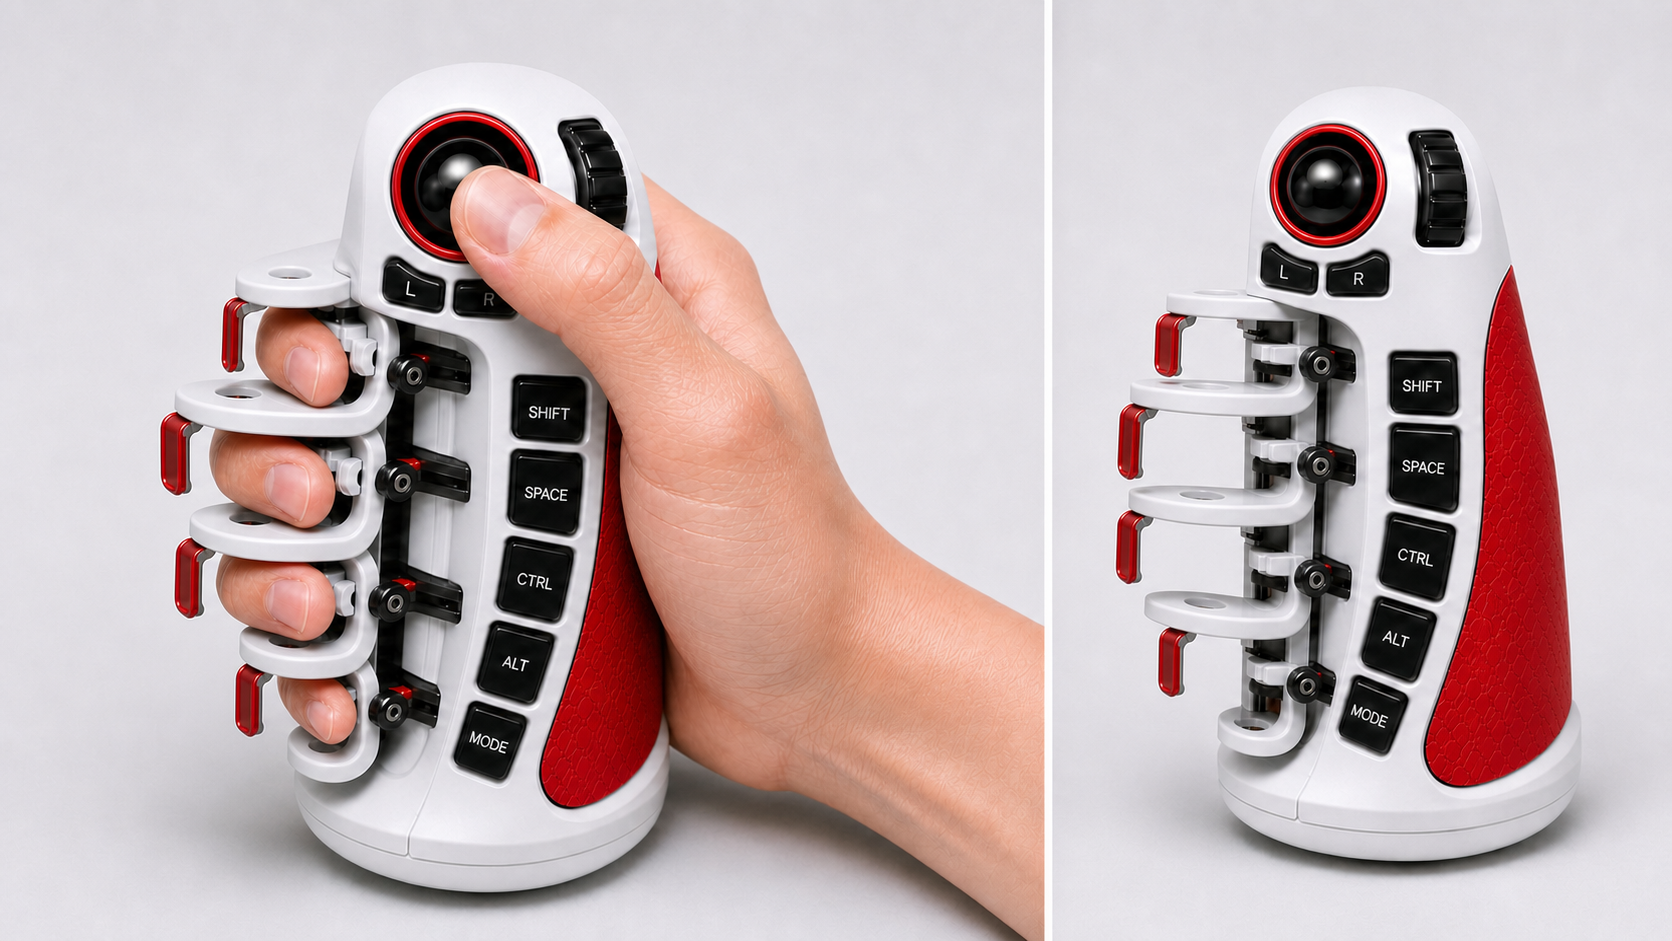 L
R
SHIFT
SPACE
CTRL
ALT
MODE
L
R
SHIFT
SPACE
CTRL
ALT
MODE